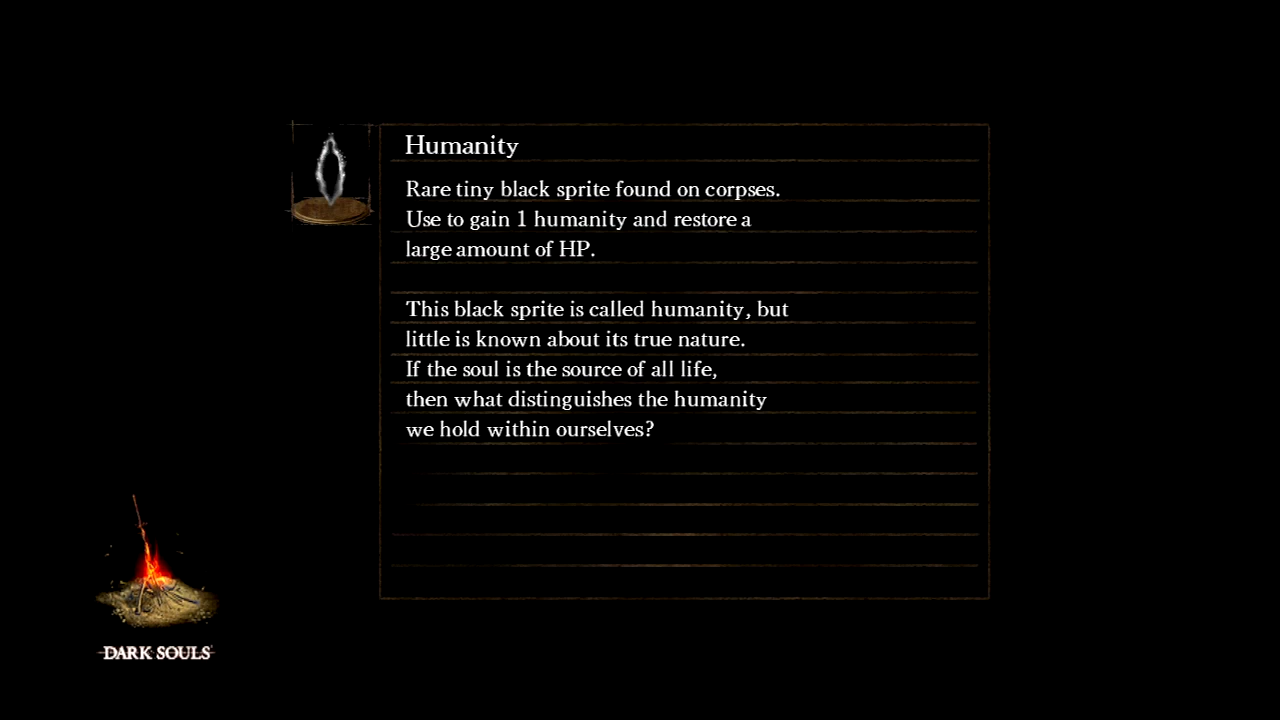 Humanity
Rare tiny black sprite found on corpses.
Use to gain 1 humanity and restore a
large amount of HP.
This black sprite is called humanity, but
little is known about its true nature.
If the soul is the source of all life,
then what distinguishes the humanity
we hold within ourselves?
DARK SOULS